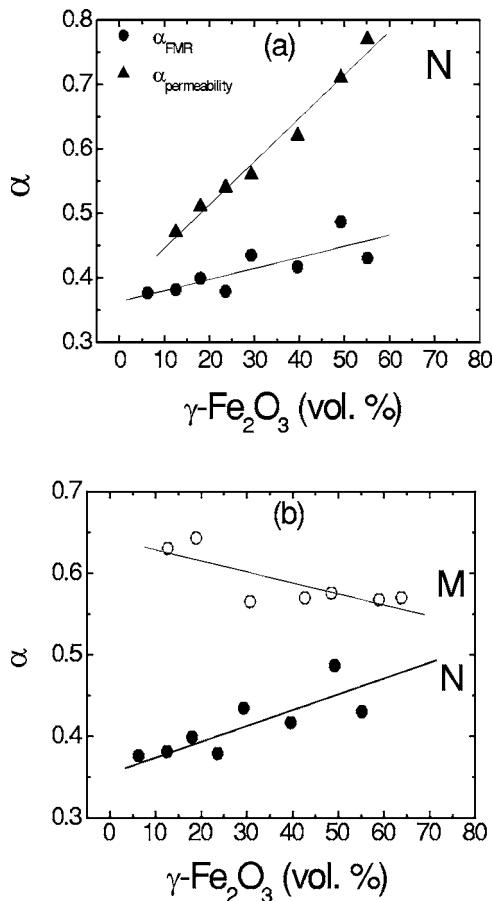 0.8
(a)
N
α_FMR
α_permeability
0.7
0.6
α
0.5
0.4
0.3
0 10 20 30 40 50 60 70 80
γ-Fe₂O₃ (vol. %)
0.7
(b)
M
0.6
α
0.5
N
0.4
0.3
0 10 20 30 40 50 60 70 80
γ-Fe₂O₃ (vol. %)